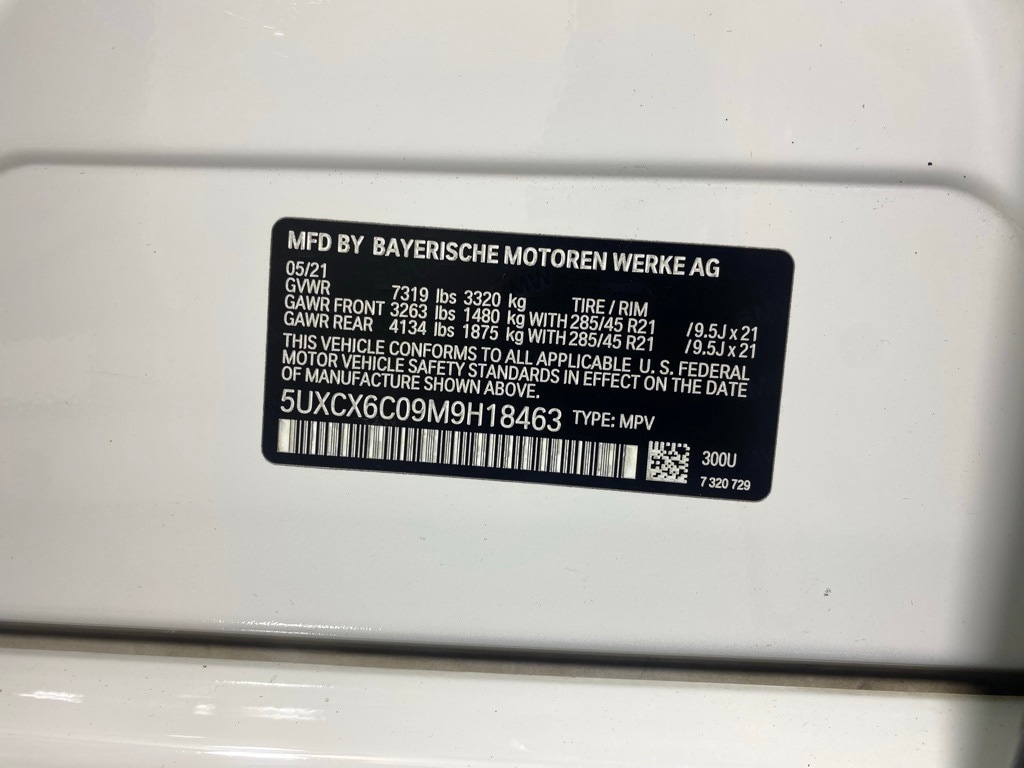 MFD BY BAYERISCHE MOTOREN WERKE AG
05/21
GVWR 7319 lbs 3320 kg TIRE / RIM
GAWR FRONT 3263 lbs 1480 kg WITH 285/45 R21 /9.5J x 21
GAWR REAR 4134 lbs 1875 kg WITH 285/45 R21 /9.5J x 21
THIS VEHICLE CONFORMS TO ALL APPLICABLE U. S. FEDERAL
MOTOR VEHICLE SAFETY STANDARDS IN EFFECT ON THE DATE
OF MANUFACTURE SHOWN ABOVE.
5UXCX6C09M9H18463 TYPE: MPV
300U
7 320 729